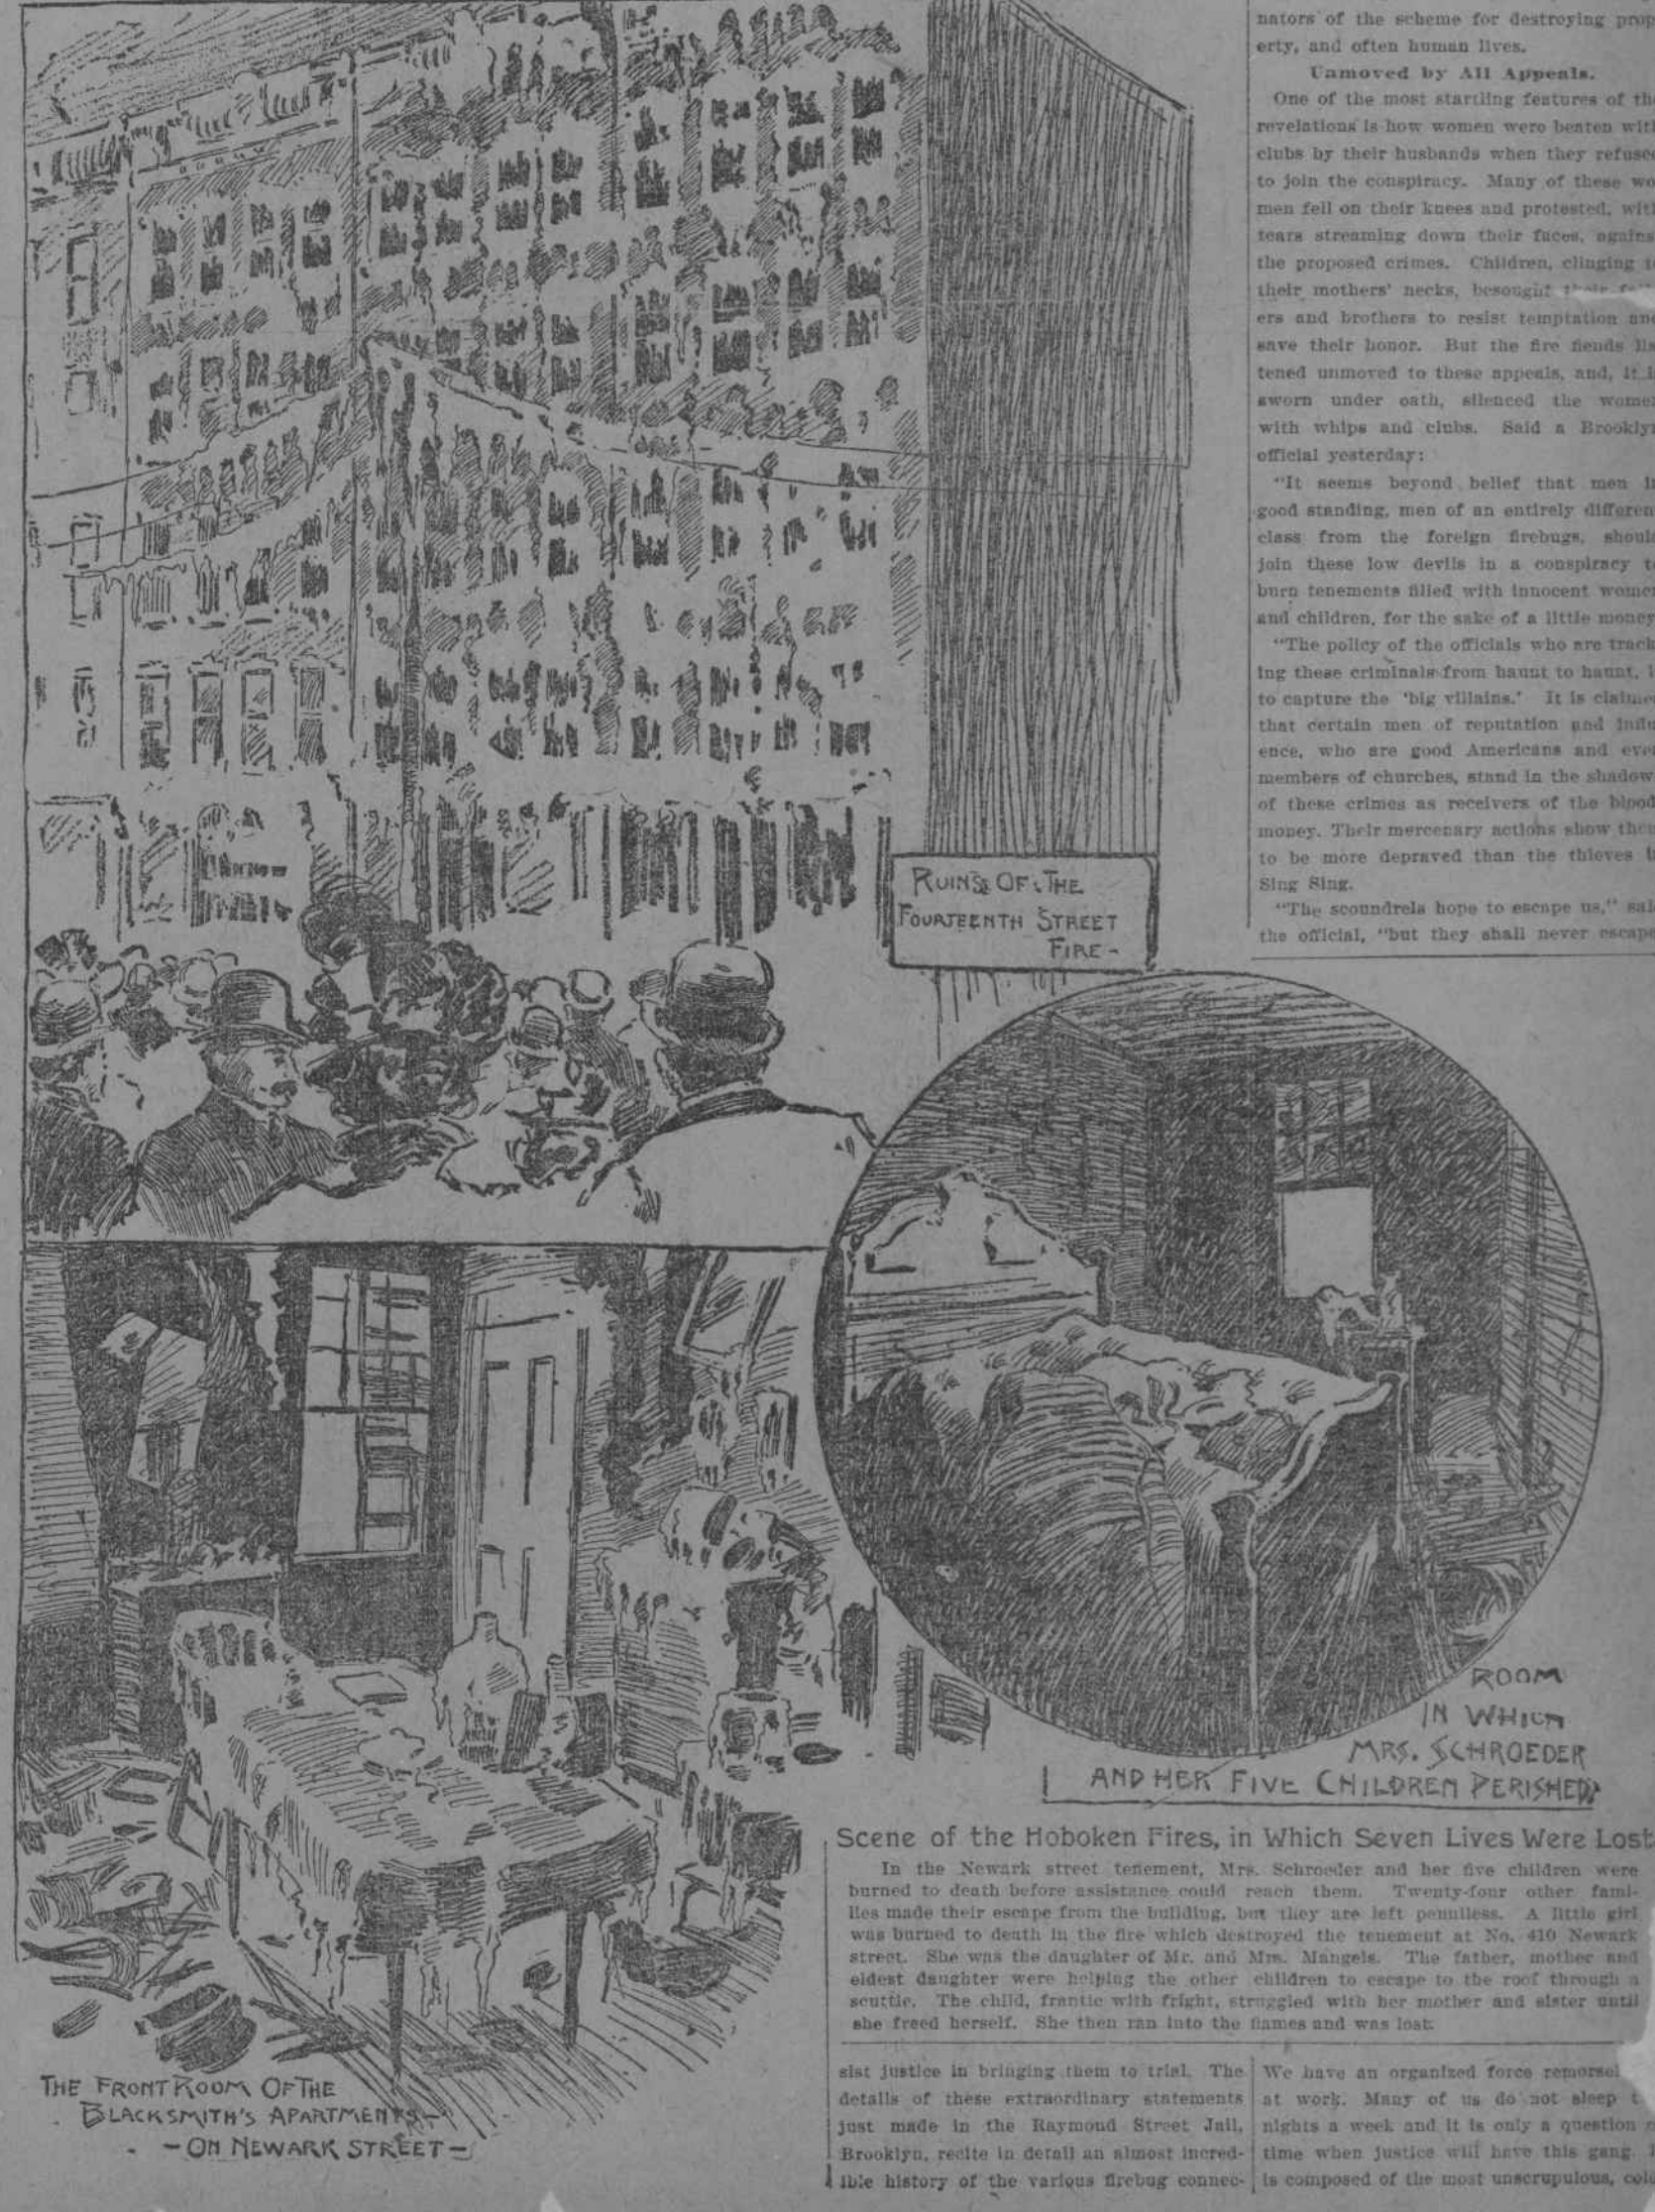 nators of the scheme for destroying prop
erty, and often human lives.
Unmoved by All Appeals.
One of the most startling features of the
revelations is how women were beaten with
clubs by their husbands when they refused
to join the conspiracy. Many of these wo
men fell on their knees and protested, with
tears streaming down their faces, agains
the proposed crimes. Children, clinging to
their mothers' necks, besought their
ers and brothers to resist temptation and
save their honor. But the fire fiends lis
tened unmoved to these appeals, and, it is
sworn under oath, silenced the women
with whips and clubs. Said a Brooklyn
official yesterday:
"It seems beyond belief that men in
good standing, men of an entirely different
class from the foreign firebugs, should
join these low devils in a conspiracy to
burn tenements filled with innocent women
and children, for the sake of a little money
"The policy of the officials who are track
ing these criminals from haunt to haunt, i
to capture the 'big villains.' It is claimed
that certain men of reputation and influ
ence, who are good Americans and even
members of churches, stand in the shadow
of these crimes as receivers of the blood
money. Their mercenary actions show them
to be more depraved than the thieves in
Sing Sing.
"The scoundrels hope to escape us," said
the official, "but they shall never escape
RUINS OF THE
FOURTEENTH STREET
FIRE-
ROOM
IN WHICH
MRS. SCHROEDER
AND HER FIVE CHILDREN PERISHED
THE FRONT ROOM OF THE
BLACKSMITH'S APARTMENTS-
-ON NEWARK STREET-
Scene of the Hoboken Fires, in Which Seven Lives Were Lost
In the Newark street tenement, Mrs. Schroeder and her five children were
burned to death before assistance could reach them. Twenty-four other fami-
lies made their escape from the building, but they are left penniless. A little girl
was burned to death in the fire which destroyed the tenement at No. 410 Newark
street. She was the daughter of Mr. and Mrs. Mangels. The father, mother and
eldest daughter were helping the other children to escape to the roof through a
scuttle. The child, frantic with fright, struggled with her mother and sister until
she freed herself. She then ran into the flames and was lost.
sist justice in bringing them to trial. The
details of these extraordinary statements
just made in the Raymond Street Jail,
Brooklyn, recite in detail an almost incred-
ible history of the various firebug connec-
We have an organized force remorsel
at work. Many of us do not sleep
nights a week and it is only a question
time when justice will have this gang.
is composed of the most unscrupulous, cold